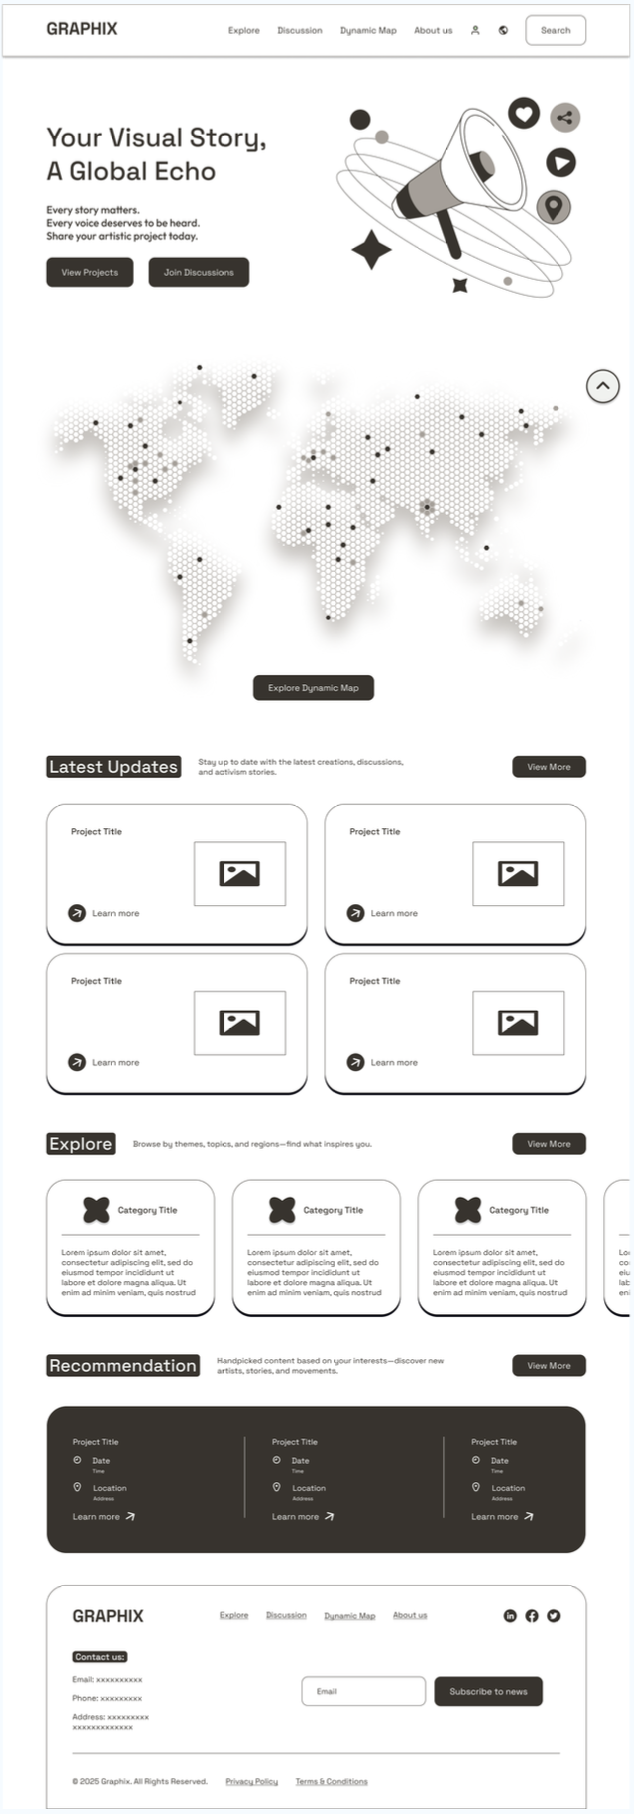 GRAPHIX
Explore Discussion Dynamic Map About us Search
Your Visual Story,
A Global Echo
Every story matters.
Every voice deserves to be heard.
Share your artistic project today.
View Projects Join Discussions
Explore Dynamic Map
Latest Updates
Stay up to date with the latest creations, discussions,
and activism stories.
View More
Project Title
Learn more
Project Title
Learn more
Project Title
Learn more
Project Title
Learn more
Explore
Browse by themes, topics, and regions—find what inspires you.
View More
Category Title
Lorem ipsum dolor sit amet,
consectetur adipiscing elit, sed do
eiusmod tempor incididunt ut
labore et dolore magna aliqua. Ut
enim ad minim veniam, quis nostrud
Category Title
Lorem ipsum dolor sit amet,
consectetur adipiscing elit, sed do
eiusmod tempor incididunt ut
labore et dolore magna aliqua. Ut
enim ad minim veniam, quis nostrud
Category Title
Lorem ipsum dolor sit amet,
consectetur adipiscing elit, sed do
eiusmod tempor incididunt ut
labore et dolore magna aliqua. Ut
enim ad minim veniam, quis nostrud
Recommendation
Handpicked content based on your interests—discover new
artists, stories, and movements.
View More
Project Title
Date
Time
Location
Address
Learn more
Project Title
Date
Time
Location
Address
Learn more
Project Title
Date
Time
Location
Address
Learn more
GRAPHIX
Explore Discussion Dynamic Map About us
Contact us:
Email: xxxxxxxxxx
Phone: xxxxxxxxx
Address: xxxxxxxxx
xxxxxxxxxxxxx
Email
Subscribe to news
© 2025 Graphix. All Rights Reserved. Privacy Policy Terms & Conditions